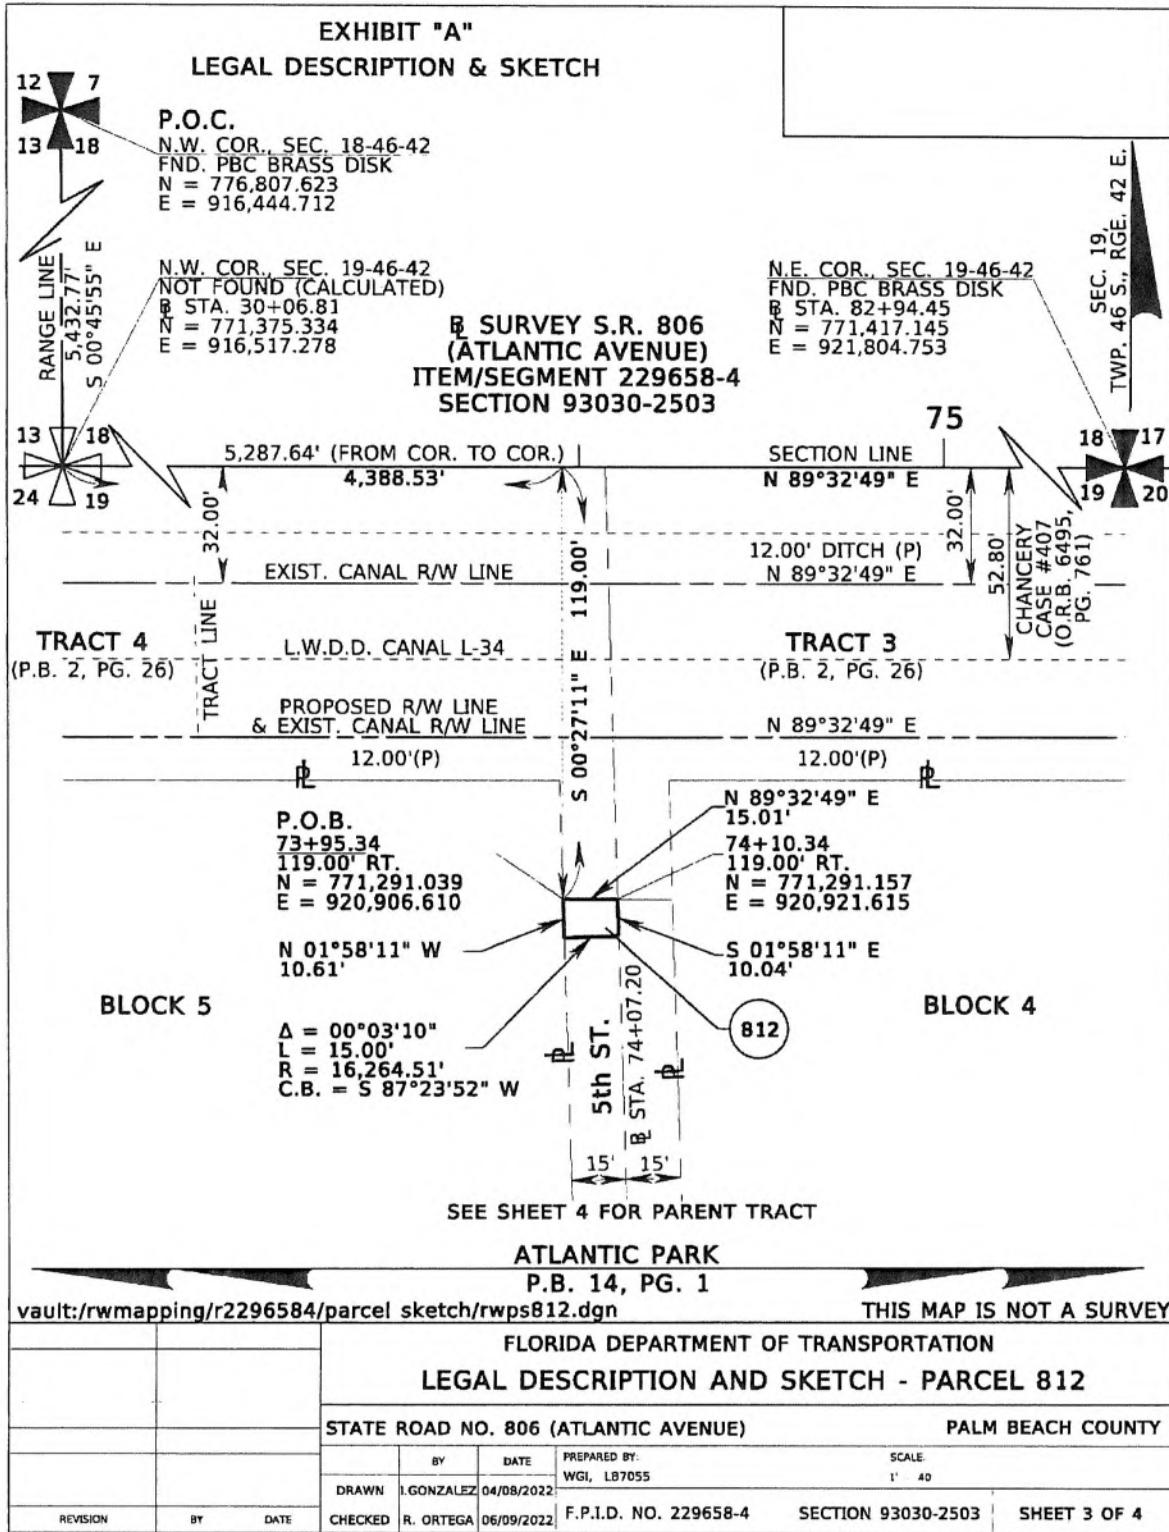 EXHIBIT "A"
LEGAL DESCRIPTION & SKETCH
12 7
13 18
P.O.C.
N.W. COR., SEC. 18-46-42
FND. PBC BRASS DISK
N = 776,807.623
E = 916,444.712
RANGE LINE
5,432.77'
S 00°45'55" E
N.W. COR., SEC. 19-46-42
NOT FOUND (CALCULATED)
BL STA. 30+06.81
N = 771,375.334
E = 916,517.278
BL SURVEY S.R. 806
(ATLANTIC AVENUE)
ITEM/SEGMENT 229658-4
SECTION 93030-2503
N.E. COR., SEC. 19-46-42
FND. PBC BRASS DISK
BL STA. 82+94.45
N = 771,417.145
E = 921,804.753
SEC. 19,
TWP. 46 S., RGE. 42 E.
13 18
24 19
5,287.64' (FROM COR. TO COR.)
4,388.53'
75
SECTION LINE
N 89°32'49" E
18 17
19 20
32.00'
119.00'
S 00°27'11" E
12.00' DITCH (P)
32.00'
52.80'
CHANCERY
CASE #407
(O.R.B. 6495,
PG. 761)
EXIST. CANAL R/W LINE
N 89°32'49" E
TRACT 4
(P.B. 2, PG. 26)
TRACT LINE
L.W.D.D. CANAL L-34
TRACT 3
(P.B. 2, PG. 26)
PROPOSED R/W LINE
& EXIST. CANAL R/W LINE
N 89°32'49" E
12.00'(P)
12.00'(P)
PL
PL
P.O.B.
73+95.34
119.00' RT.
N = 771,291.039
E = 920,906.610
N 89°32'49" E
15.01'
74+10.34
119.00' RT.
N = 771,291.157
E = 920,921.615
N 01°58'11" W
10.61'
S 01°58'11" E
10.04'
BLOCK 5
BLOCK 4
812
Δ = 00°03'10"
L = 15.00'
R = 16,264.51'
C.B. = S 87°23'52" W
PL
5th ST.
BL STA. 74+07.20
PL
15' 15'
SEE SHEET 4 FOR PARENT TRACT
ATLANTIC PARK
P.B. 14, PG. 1
vault:/rwmapping/r2296584/parcel sketch/rwps812.dgn
THIS MAP IS NOT A SURVEY
FLORIDA DEPARTMENT OF TRANSPORTATION
LEGAL DESCRIPTION AND SKETCH - PARCEL 812
STATE ROAD NO. 806 (ATLANTIC AVENUE) PALM BEACH COUNTY
BY DATE
PREPARED BY:
WGI, LB7055
SCALE
1" 40
DRAWN I.GONZALEZ 04/08/2022
CHECKED R. ORTEGA 06/09/2022
F.P.I.D. NO. 229658-4 SECTION 93030-2503 SHEET 3 OF 4
REVISION BY DATE